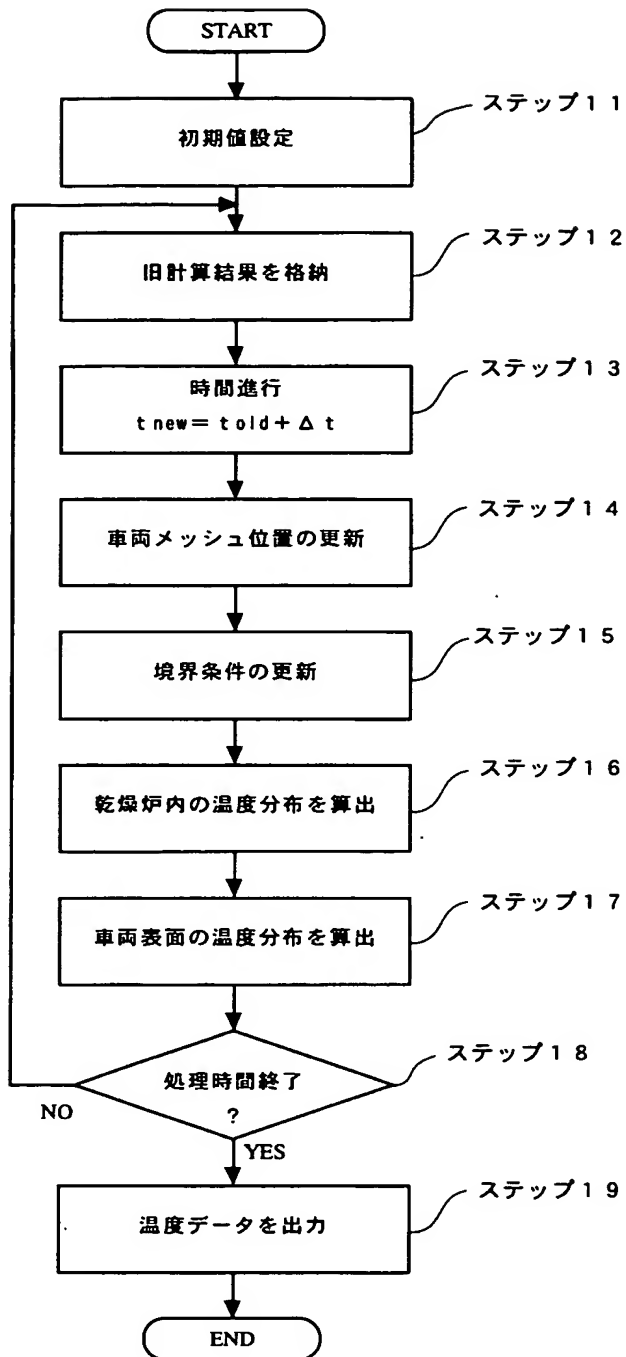 START
ステップ11
初期値設定
ステップ12
旧計算結果を格納
ステップ13
時間進行
tnew=told+Δt
ステップ14
車両メッシュ位置の更新
ステップ15
境界条件の更新
ステップ16
乾燥炉内の温度分布を算出
ステップ17
車両表面の温度分布を算出
ステップ18
処理時間終了
?
NO
YES
ステップ19
温度データを出力
END